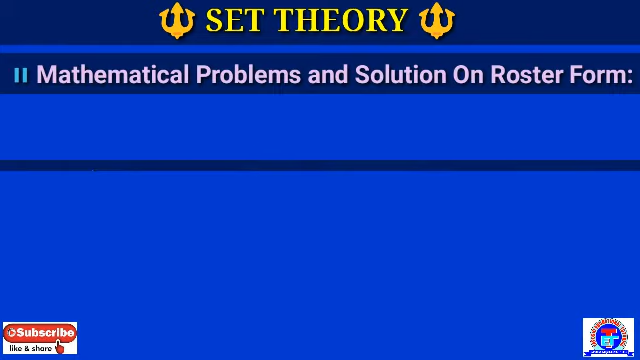 🔱 SET THEORY 🔱
Mathematical Problems and Solution On Roster Form:
Subscribe
like & share